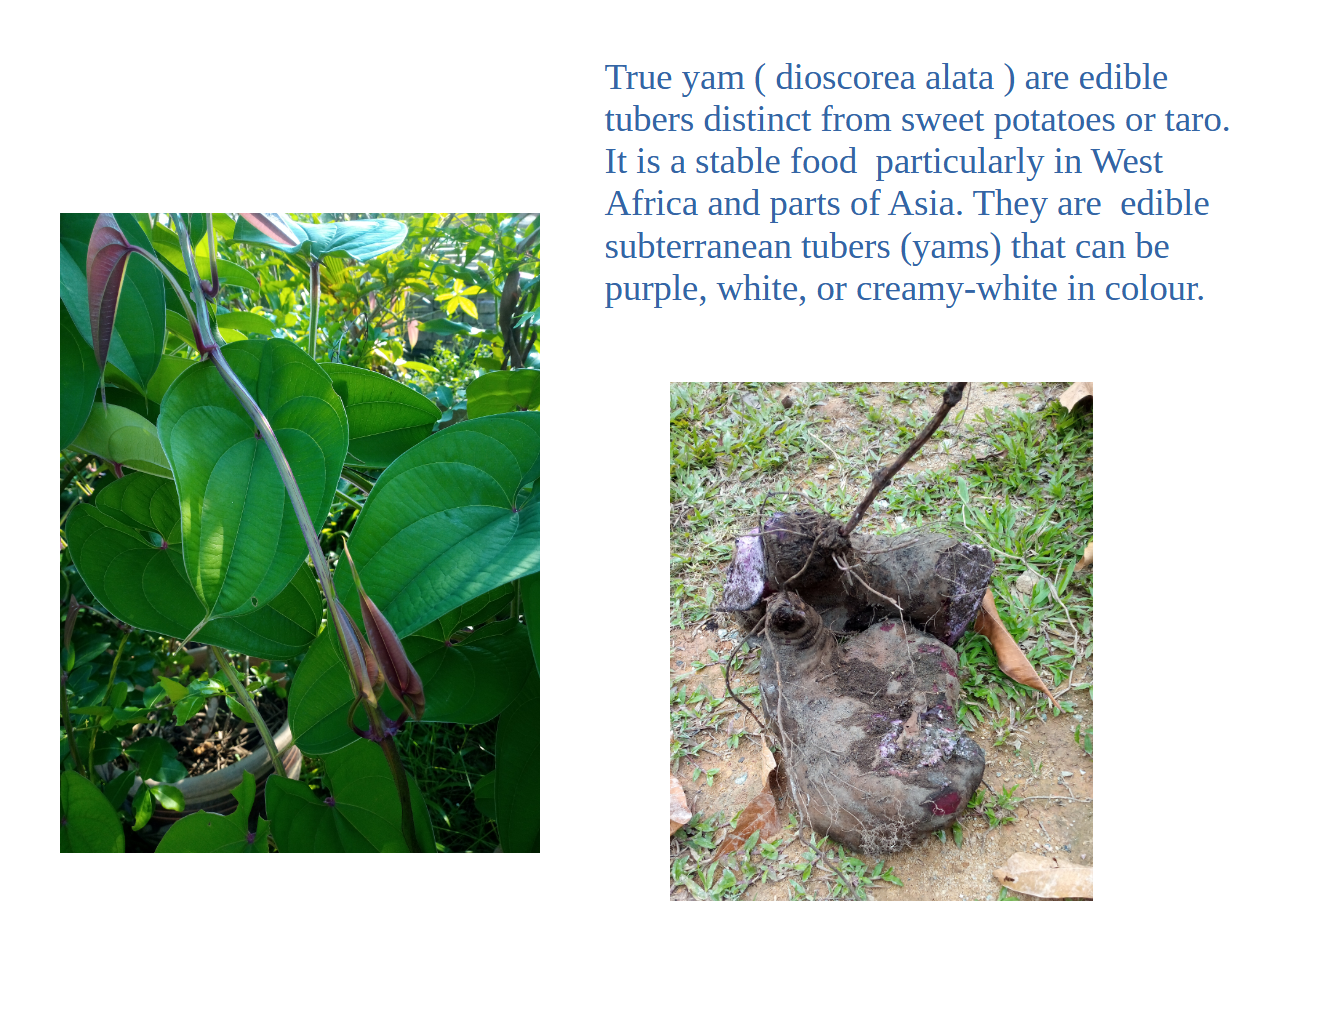 True yam ( dioscorea alata ) are edible
tubers distinct from sweet potatoes or taro.
It is a stable food  particularly in West
Africa and parts of Asia. They are  edible
subterranean tubers (yams) that can be
purple, white, or creamy-white in colour.